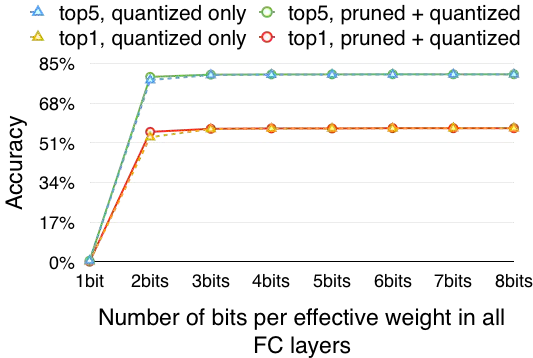 top5, quantized only top5, pruned + quantized
top1, quantized only top1, pruned + quantized
85%
68%
51%
34%
17%
0%
Accuracy
1bit 2bits 3bits 4bits 5bits 6bits 7bits 8bits
Number of bits per effective weight in all
FC layers